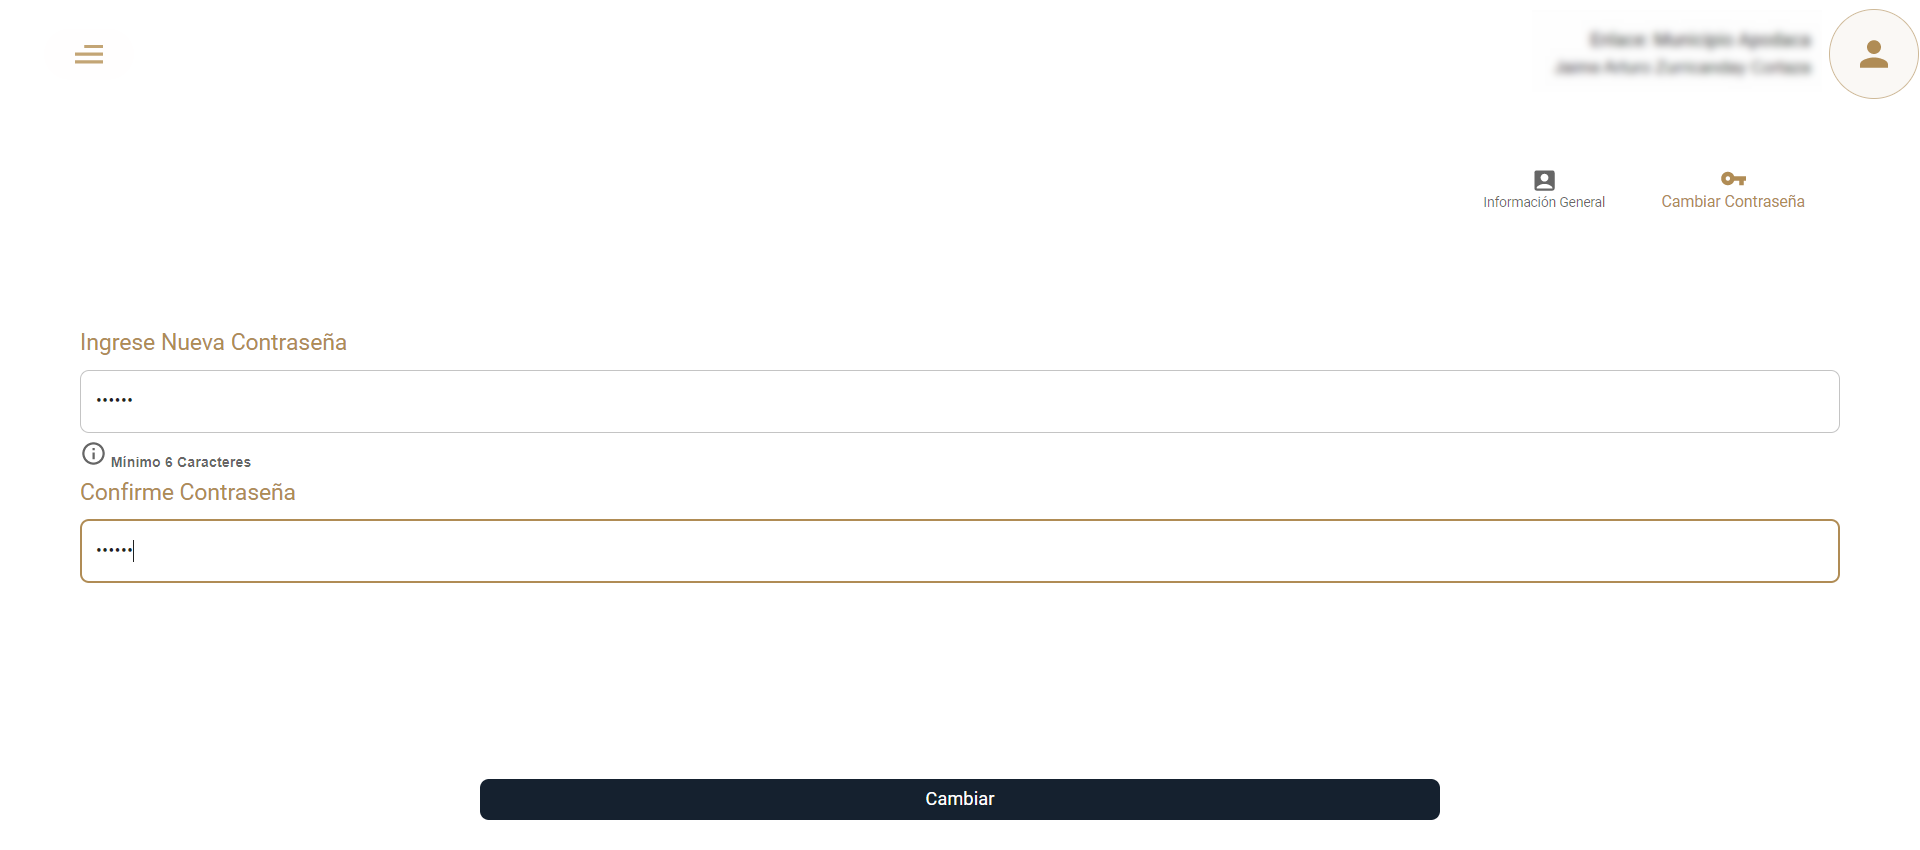 Información General
Cambiar Contraseña
Ingrese Nueva Contraseña
••••••
Mínimo 6 Caracteres
Confirme Contraseña
••••••
Cambiar